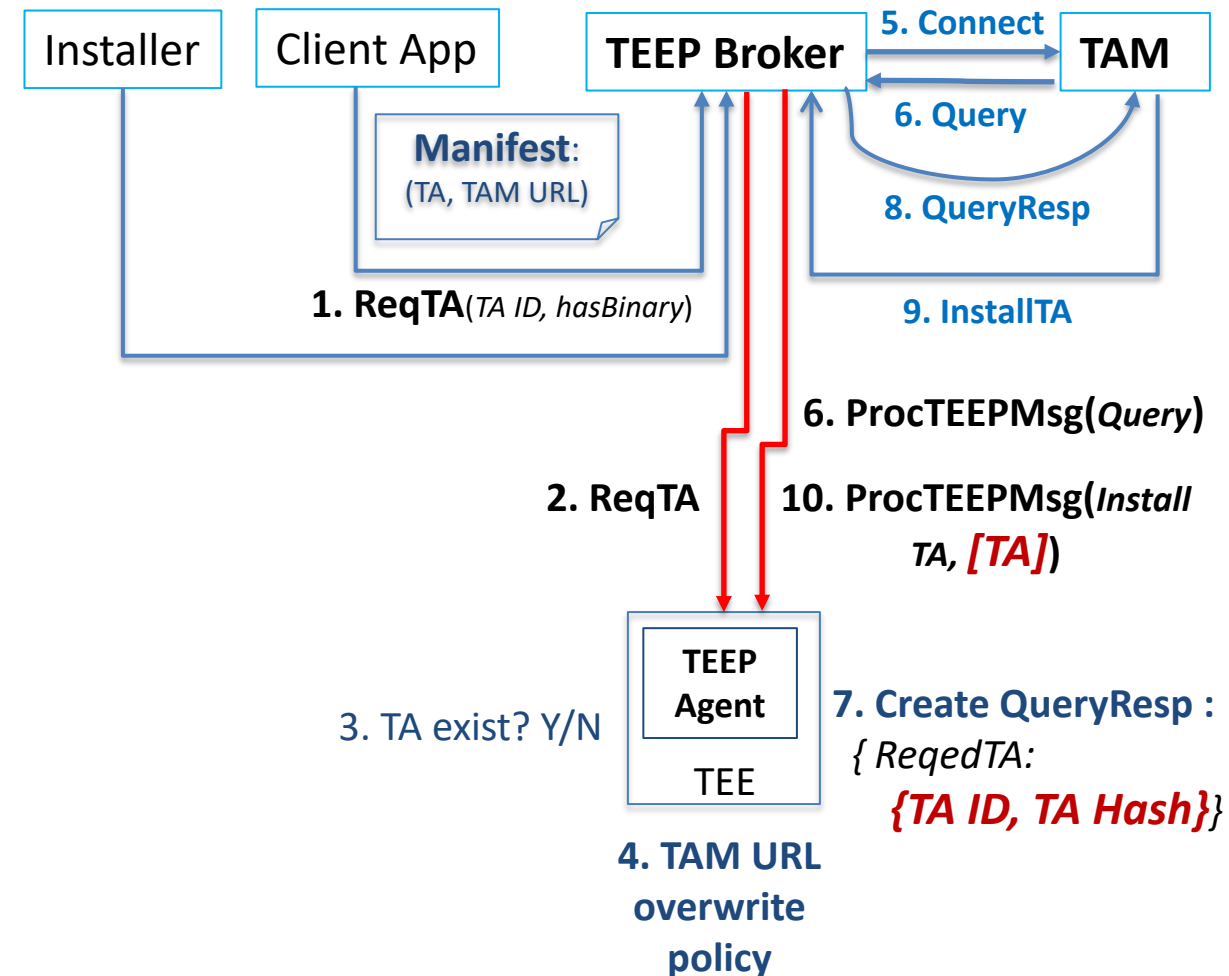 Installer
Client App
TEEP Broker
5. Connect
TAM
6. Query
Manifest:
(TA, TAM URL)
8. QueryResp
1. ReqTA(TA ID, hasBinary)
9. InstallTA
6. ProcTEEPMsg(Query)
2. ReqTA
10. ProcTEEPMsg(Install
TA, [TA])
TEEP
Agent
TEE
3. TA exist? Y/N
7. Create QueryResp :
{ ReqedTA:
{TA ID, TA Hash}}
4. TAM URL
overwrite
policy